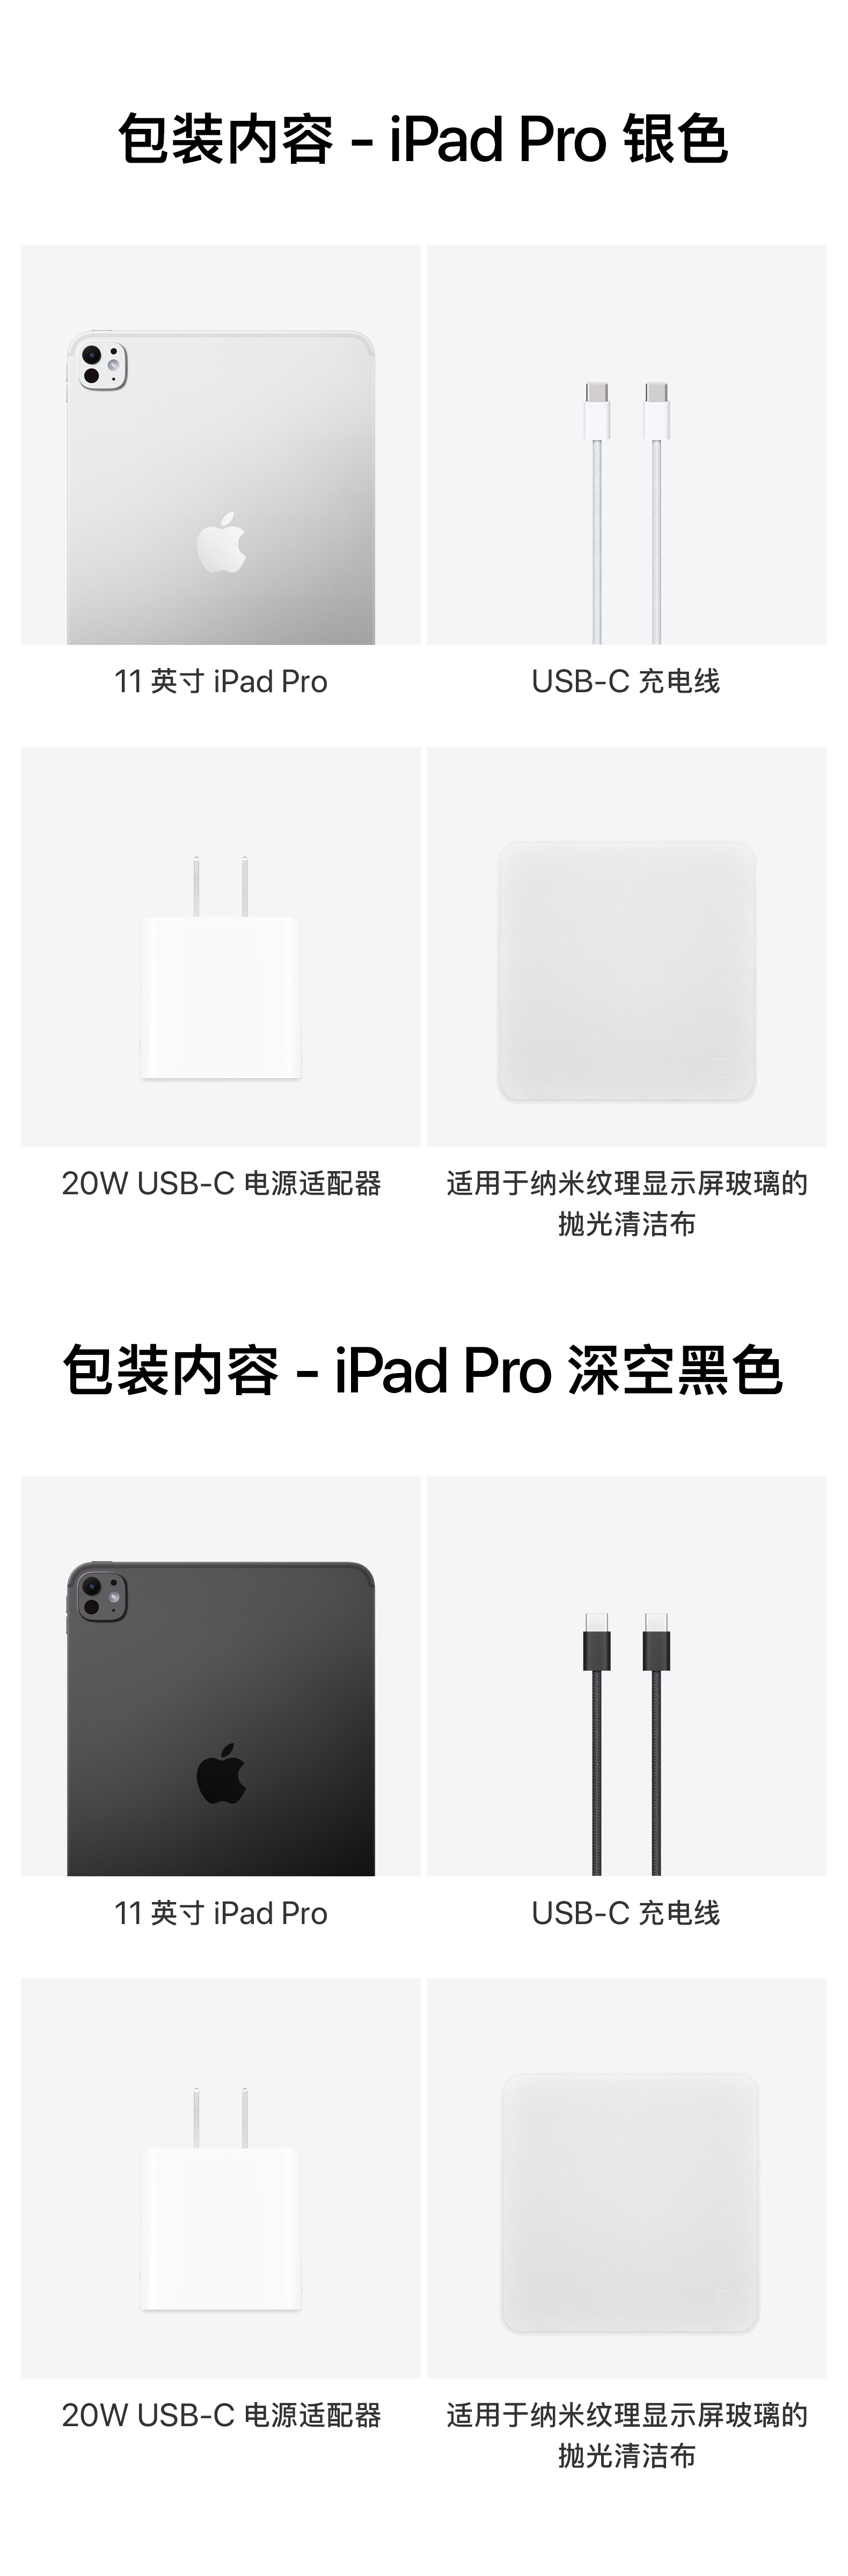 包装内容 - iPad Pro 银色
11 英寸 iPad Pro
USB-C 充电线
20W USB-C 电源适配器
适用于纳米纹理显示屏玻璃的
抛光清洁布
包装内容 - iPad Pro 深空黑色
11 英寸 iPad Pro
USB-C 充电线
20W USB-C 电源适配器
适用于纳米纹理显示屏玻璃的
抛光清洁布